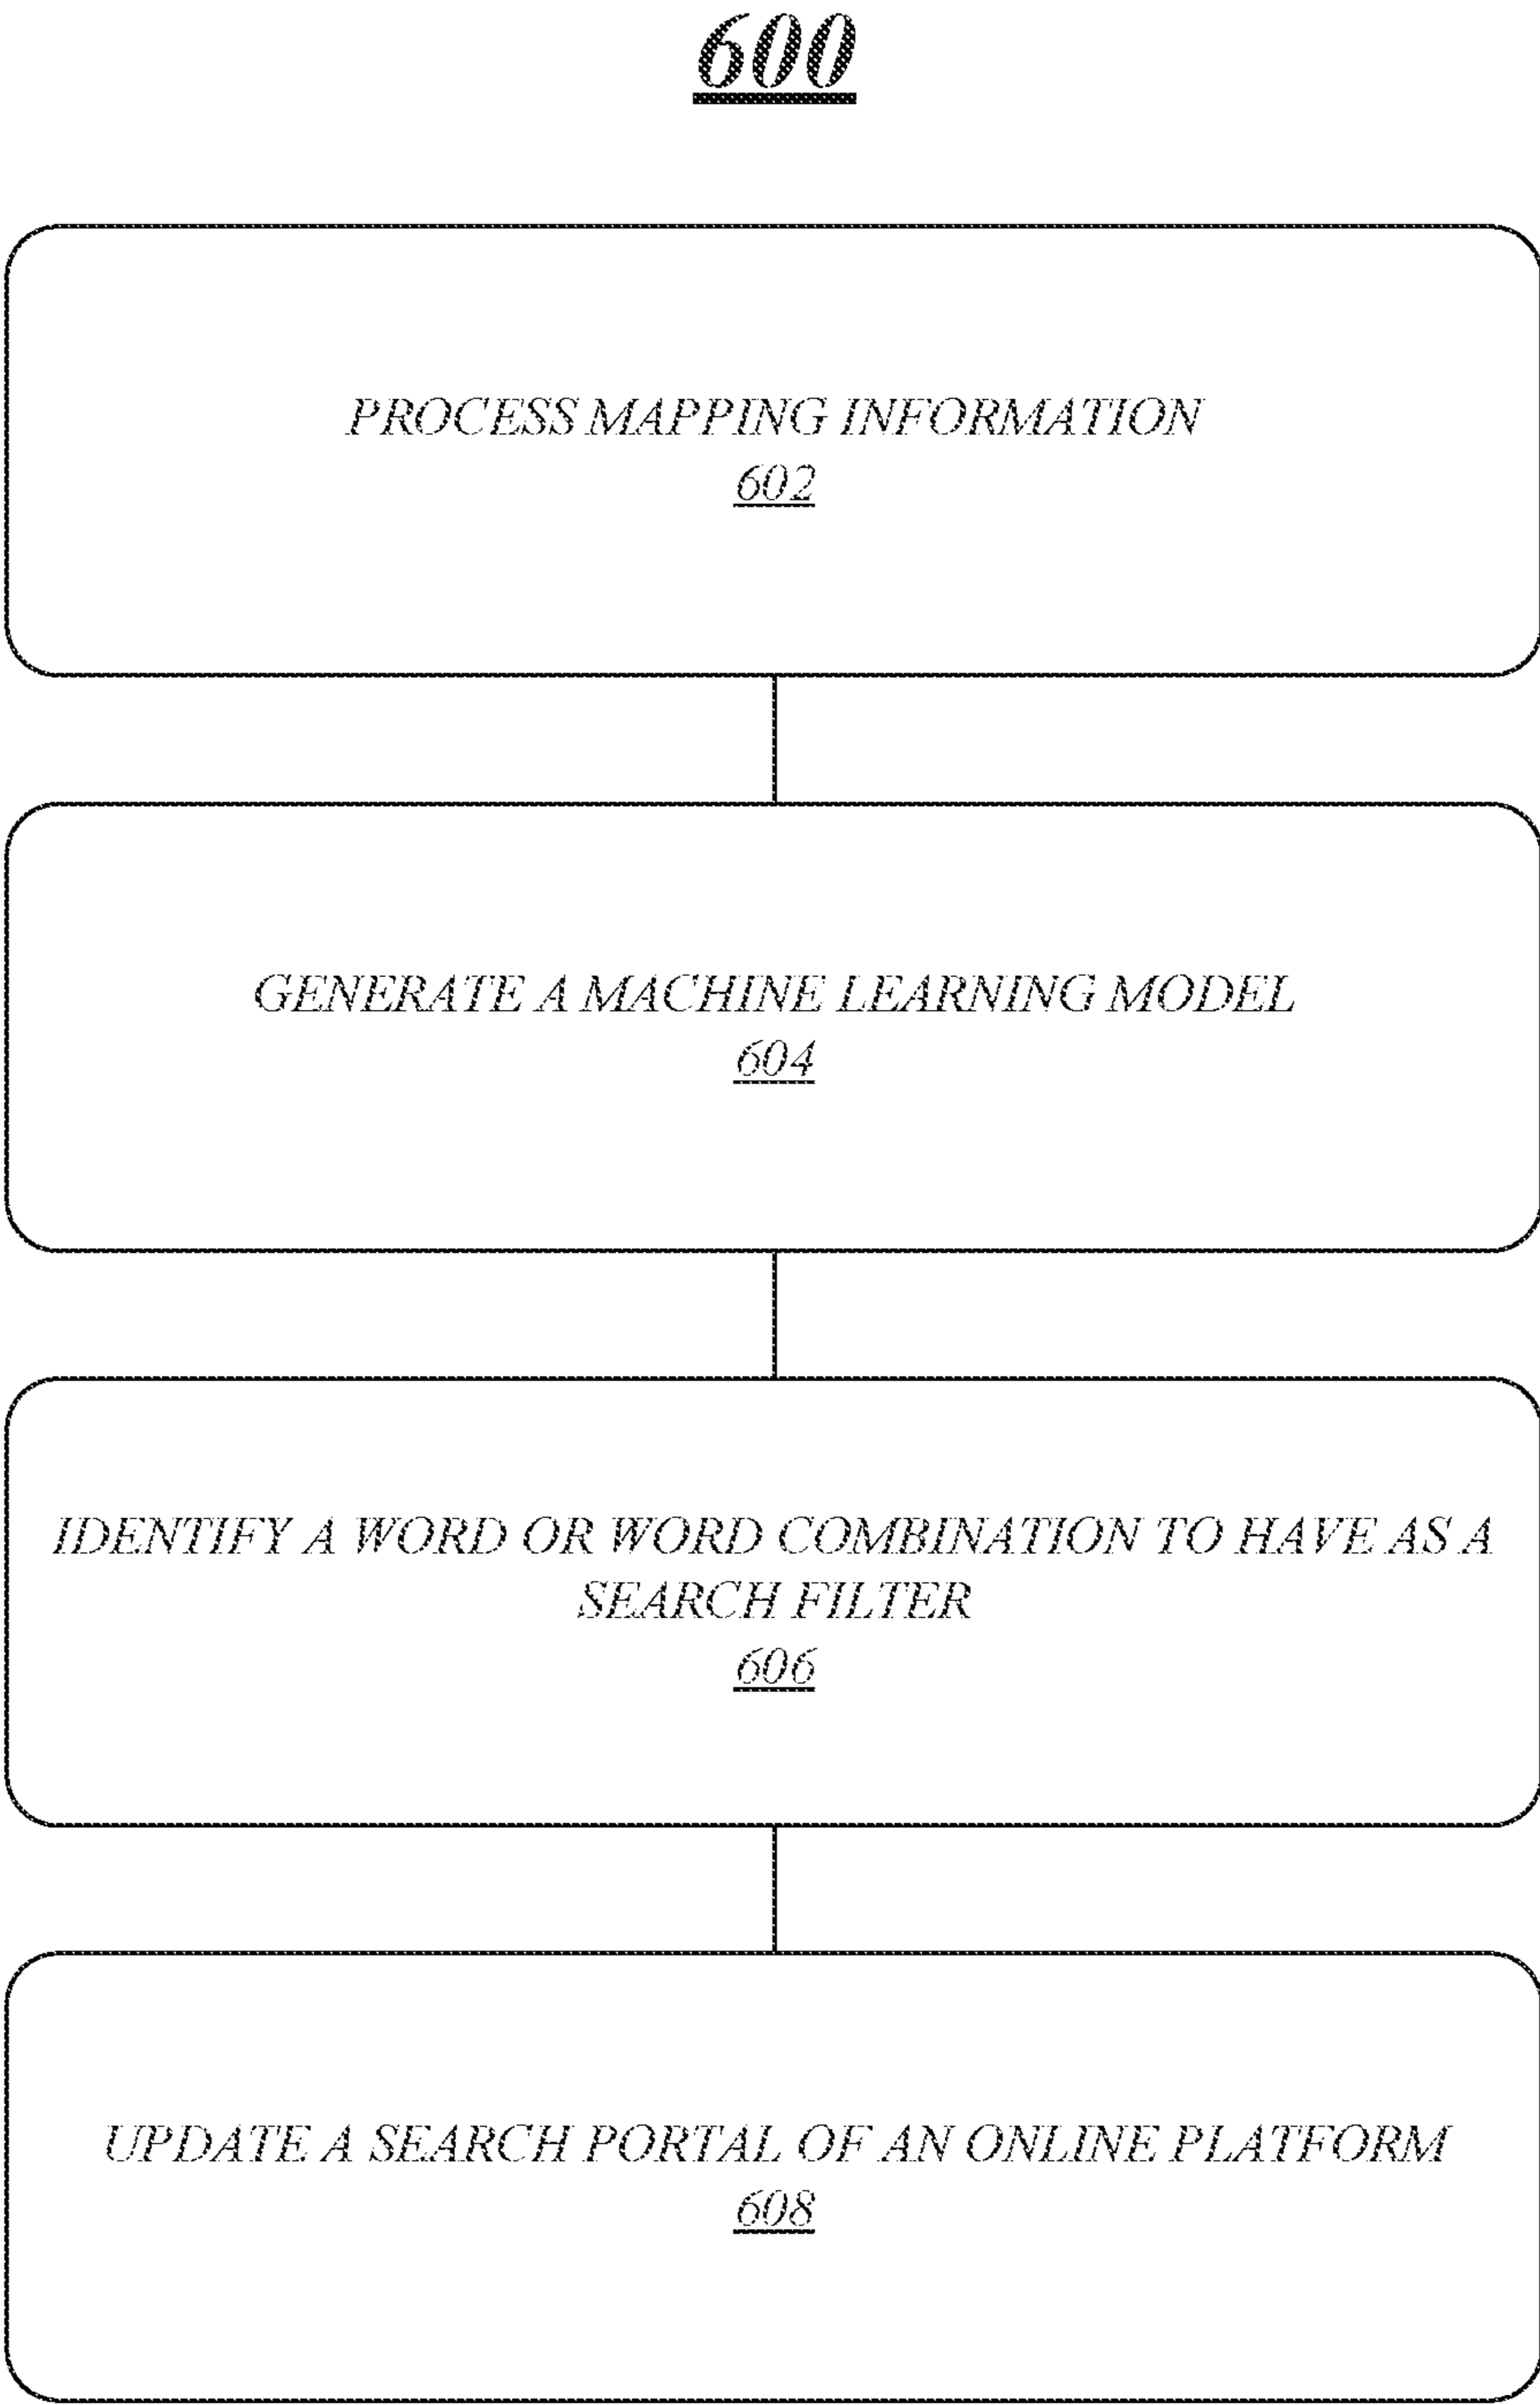 600
PROCESS MAPPING INFORMATION
602
GENERATE A MACHINE LEARNING MODEL
604
IDENTIFY A WORD OR WORD COMBINATION TO HAVE AS A
SEARCH FILTER
606
UPDATE A SEARCH PORTAL OF AN ONLINE PLATFORM
608